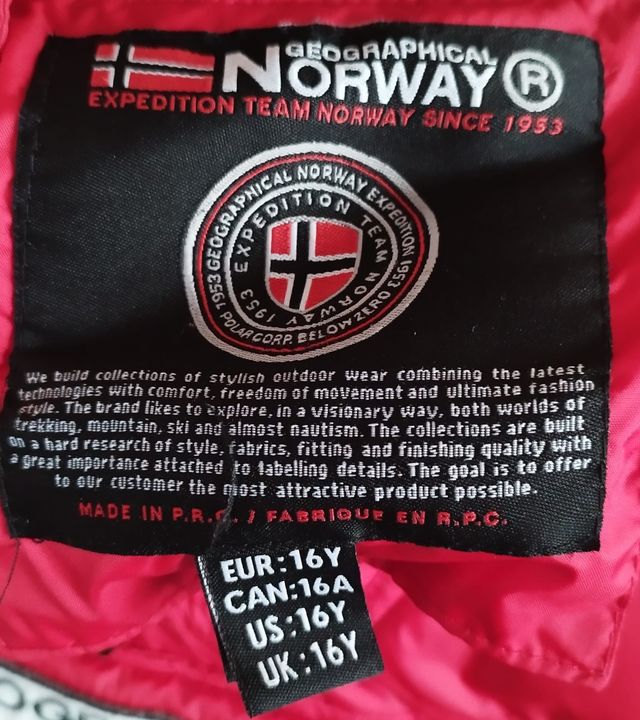 GEOGRAPHICAL
NORWAY ®
EXPEDITION TEAM NORWAY SINCE 1953
GEOGRAPHICAL NORWAY EXPEDITION 1953
POLAR CORP. BELOWZERO 1953
EXPEDITION TEAM NORWAY 1953
We build collections of stylish outdoor wear combining the latest
technologies with comfort, freedom of movement and ultimate fashion
style. The brand likes to explore, in a visionary way, both worlds of
trekking, mountain, ski and almost nautism. The collections are built
on a hard research of style, fabrics, fitting and finishing quality with
a great importance attached to labelling details. The goal is to offer
to our customer the most attractive product possible.
MADE IN P.R.C. / FABRIQUE EN R.P.C.
EUR:16Y
CAN:16A
US:16Y
UK:16Y